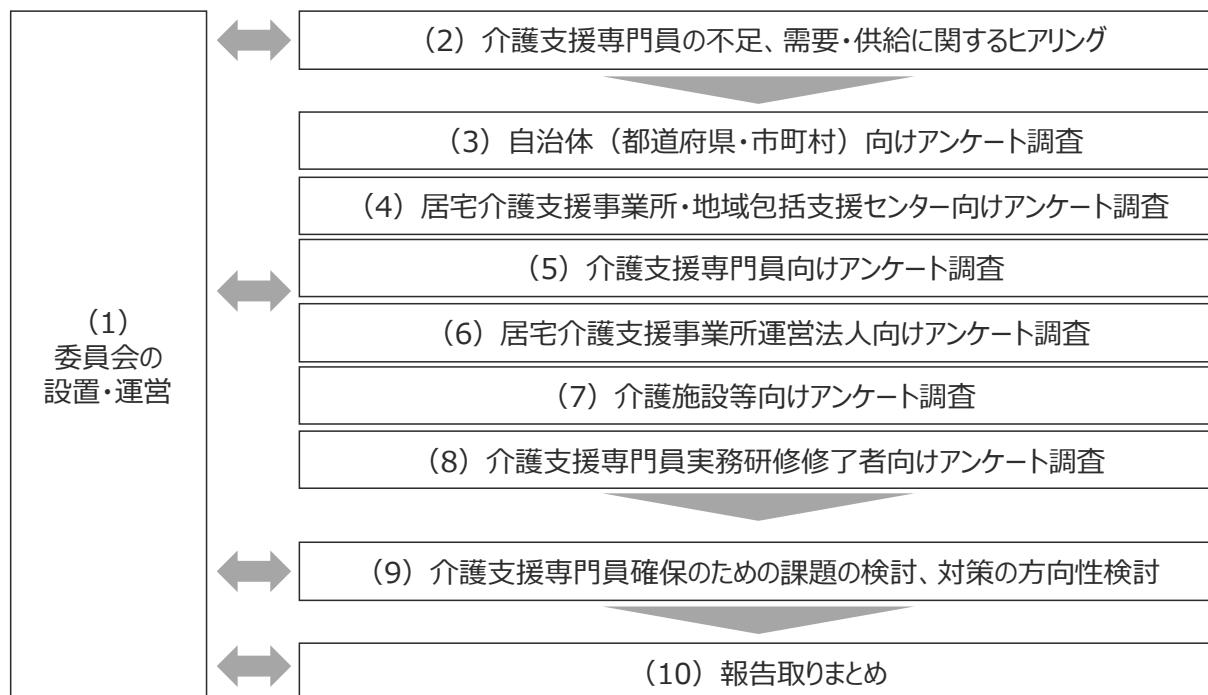 (1)
委員会の
設置・運営
(2)介護支援専門員の不足、需要・供給に関するヒアリング
(3)自治体（都道府県・市町村）向けアンケート調査
(4)居宅介護支援事業所・地域包括支援センター向けアンケート調査
(5)介護支援専門員向けアンケート調査
(6)居宅介護支援事業所運営法人向けアンケート調査
(7)介護施設等向けアンケート調査
(8)介護支援専門員実務研修修了者向けアンケート調査
(9)介護支援専門員確保のための課題の検討、対策の方向性検討
(10)報告取りまとめ